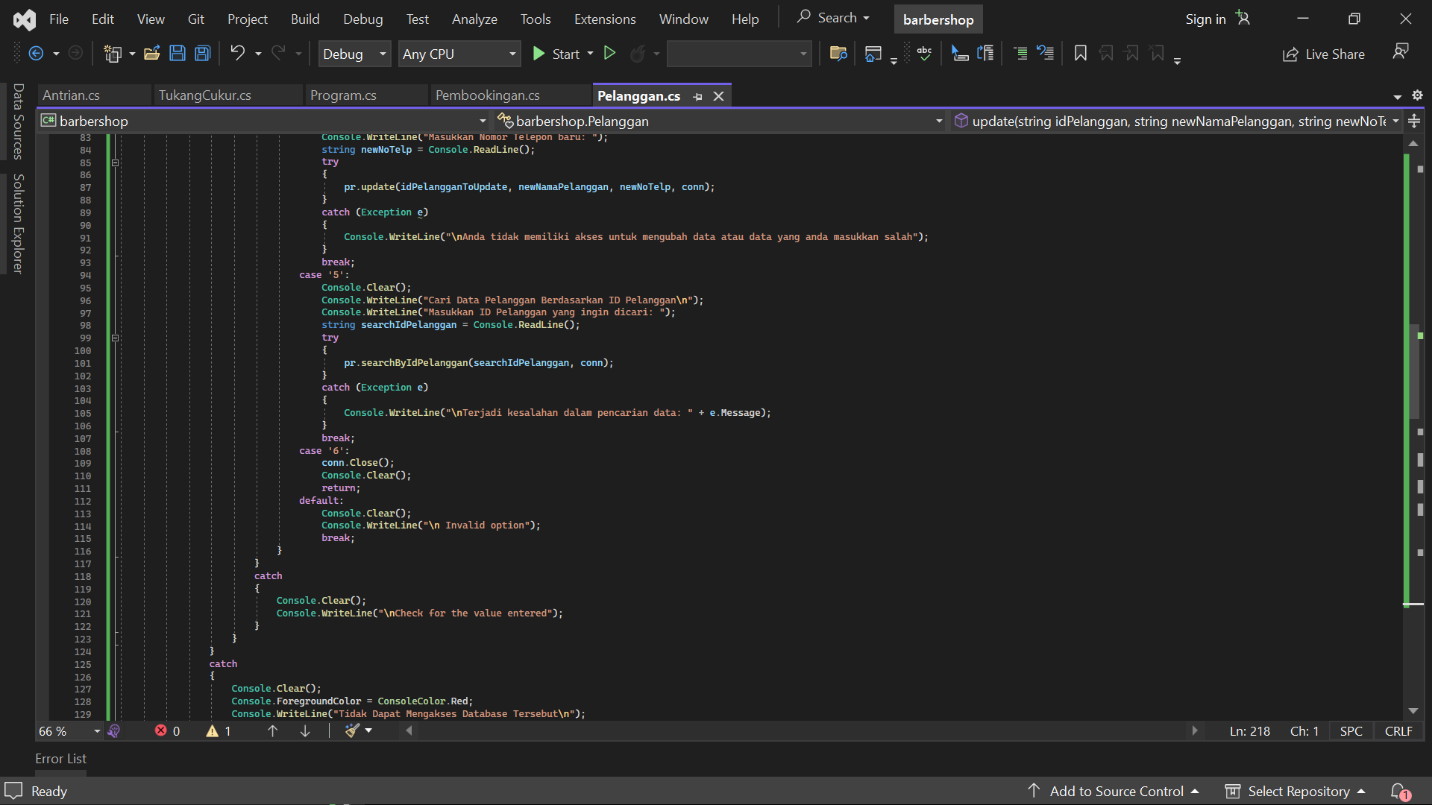 File Edit View Git Project Build Debug Test Analyze Tools Extensions Window Help Search barbershop Sign in
Debug Any CPU Start Live Share
Antrian.cs TukangCukur.cs Program.cs Pembookingan.cs Pelanggan.cs
barbershop barbershop.Pelanggan update(string idPelanggan, string newNamaPelanggan, string newNoTe
Data Sources
Solution Explorer
83 Console.WriteLine("Masukkan Nomor Telepon baru: ");
84 string newNoTelp = Console.ReadLine();
85 try
86 {
87 pr.update(idPelangganToUpdate, newNamaPelanggan, newNoTelp, conn);
88 }
89 catch (Exception e)
90 {
91 Console.WriteLine("\nAnda tidak memiliki akses untuk mengubah data atau data yang anda masukkan salah");
92 }
93 break;
94 case '5':
95 Console.Clear();
96 Console.WriteLine("Cari Data Pelanggan Berdasarkan ID Pelanggan\n");
97 Console.WriteLine("Masukkan ID Pelanggan yang ingin dicari: ");
98 string searchIdPelanggan = Console.ReadLine();
99 try
100 {
101 pr.searchByIdPelanggan(searchIdPelanggan, conn);
102 }
103 catch (Exception e)
104 {
105 Console.WriteLine("\nTerjadi kesalahan dalam pencarian data: " + e.Message);
106 }
107 break;
108 case '6':
109 conn.Close();
110 Console.Clear();
111 return;
112 default:
113 Console.Clear();
114 Console.WriteLine("\n Invalid option");
115 break;
116 }
117 }
118 catch
119 {
120 Console.Clear();
121 Console.WriteLine("\nCheck for the value entered");
122 }
123 }
124 }
125 catch
126 {
127 Console.Clear();
128 Console.ForegroundColor = ConsoleColor.Red;
129 Console.WriteLine("Tidak Dapat Mengakses Database Tersebut\n");
66 % 0 1 Ln: 218 Ch: 1 SPC CRLF
Error List
Ready Add to Source Control Select Repository 1